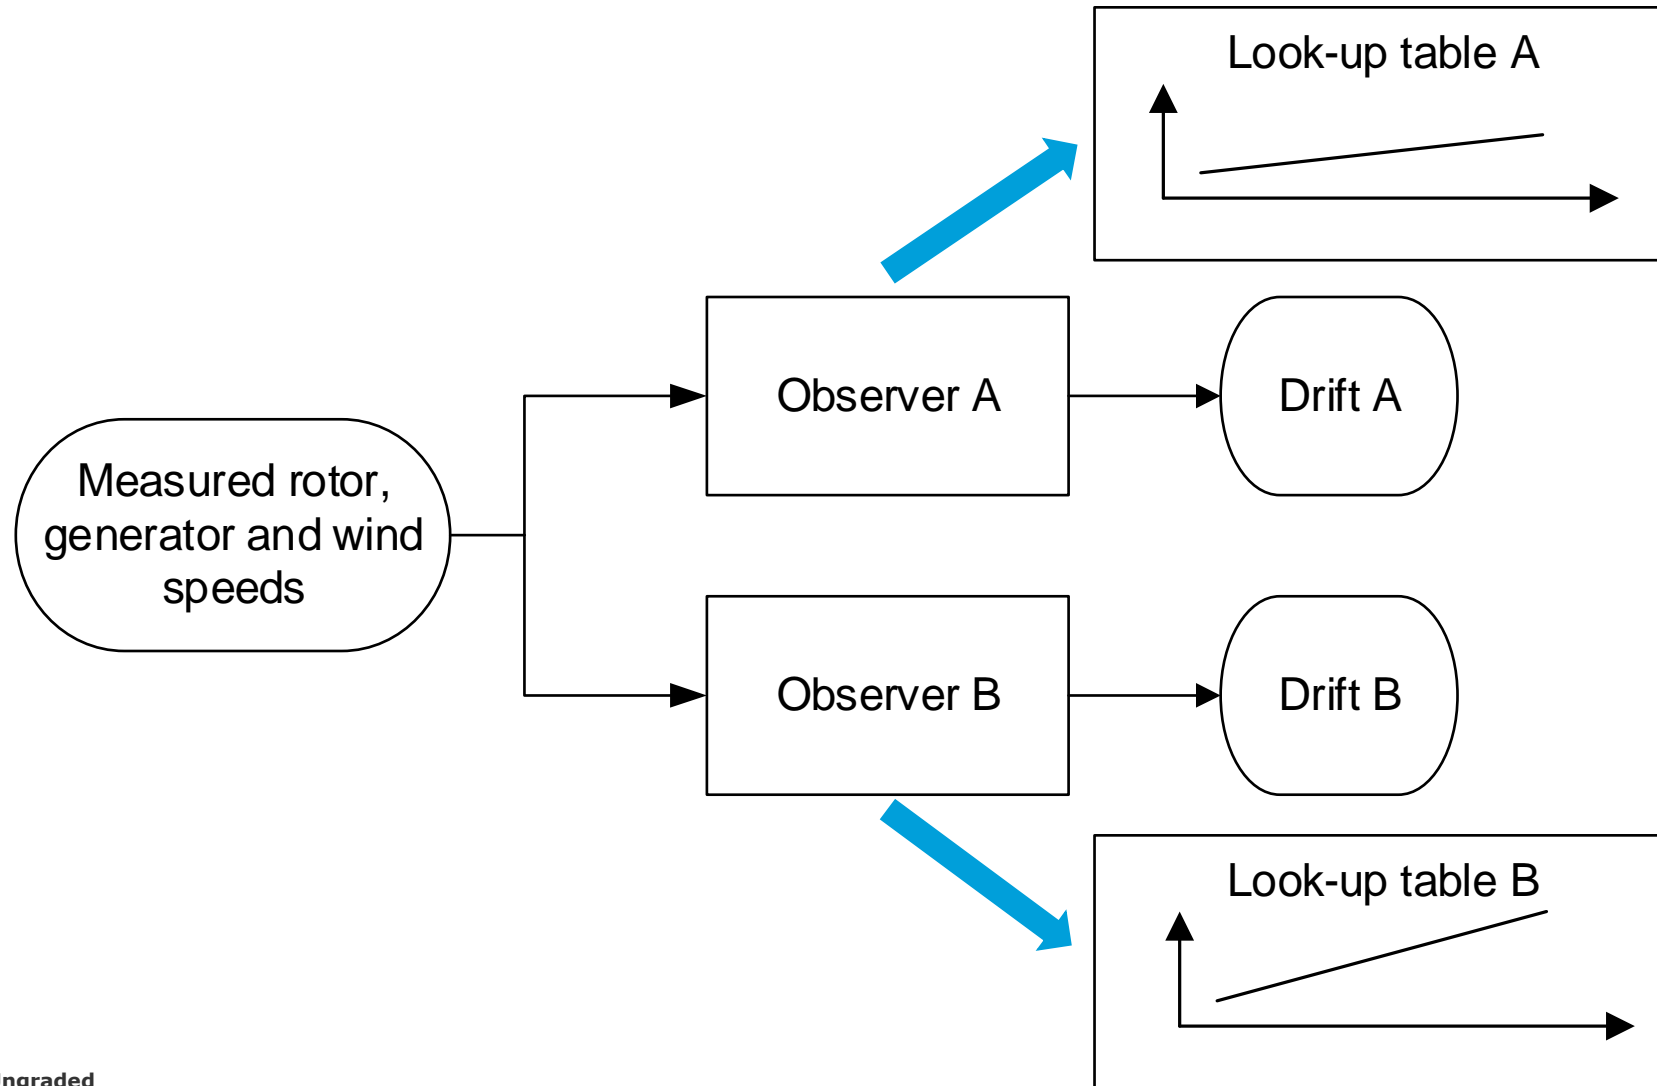 Look-up table A
Observer A
Drift A
Measured rotor,
generator and wind
speeds
Observer B
Drift B
Look-up table B